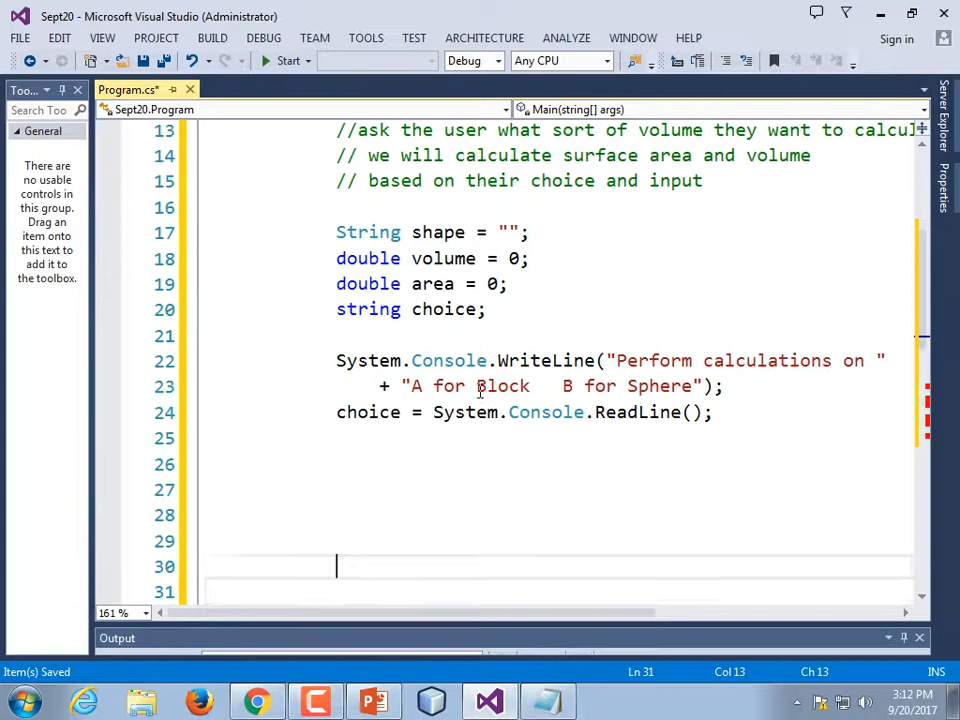 Sept20 - Microsoft Visual Studio (Administrator)
FILE EDIT VIEW PROJECT BUILD DEBUG TEAM TOOLS TEST ARCHITECTURE ANALYZE WINDOW HELP Sign in
Start Debug Any CPU
Too... Program.cs*
Search Too Sept20.Program Main(string[] args)
General
There are
no usable
controls in
this group.
Drag an
item onto
this text to
add it to
the toolbox.
13 //ask the user what sort of volume they want to calcul
14 // we will calculate surface area and volume
15 // based on their choice and input
16
17 String shape = "";
18 double volume = 0;
19 double area = 0;
20 string choice;
21
22 System.Console.WriteLine("Perform calculations on "
23 + "A for Block   B for Sphere");
24 choice = System.Console.ReadLine();
25
26
27
28
29
30
31
Server Explorer
Properties
161 %
Output
Item(s) Saved Ln 31 Col 13 Ch 13 INS
3:12 PM
9/20/2017